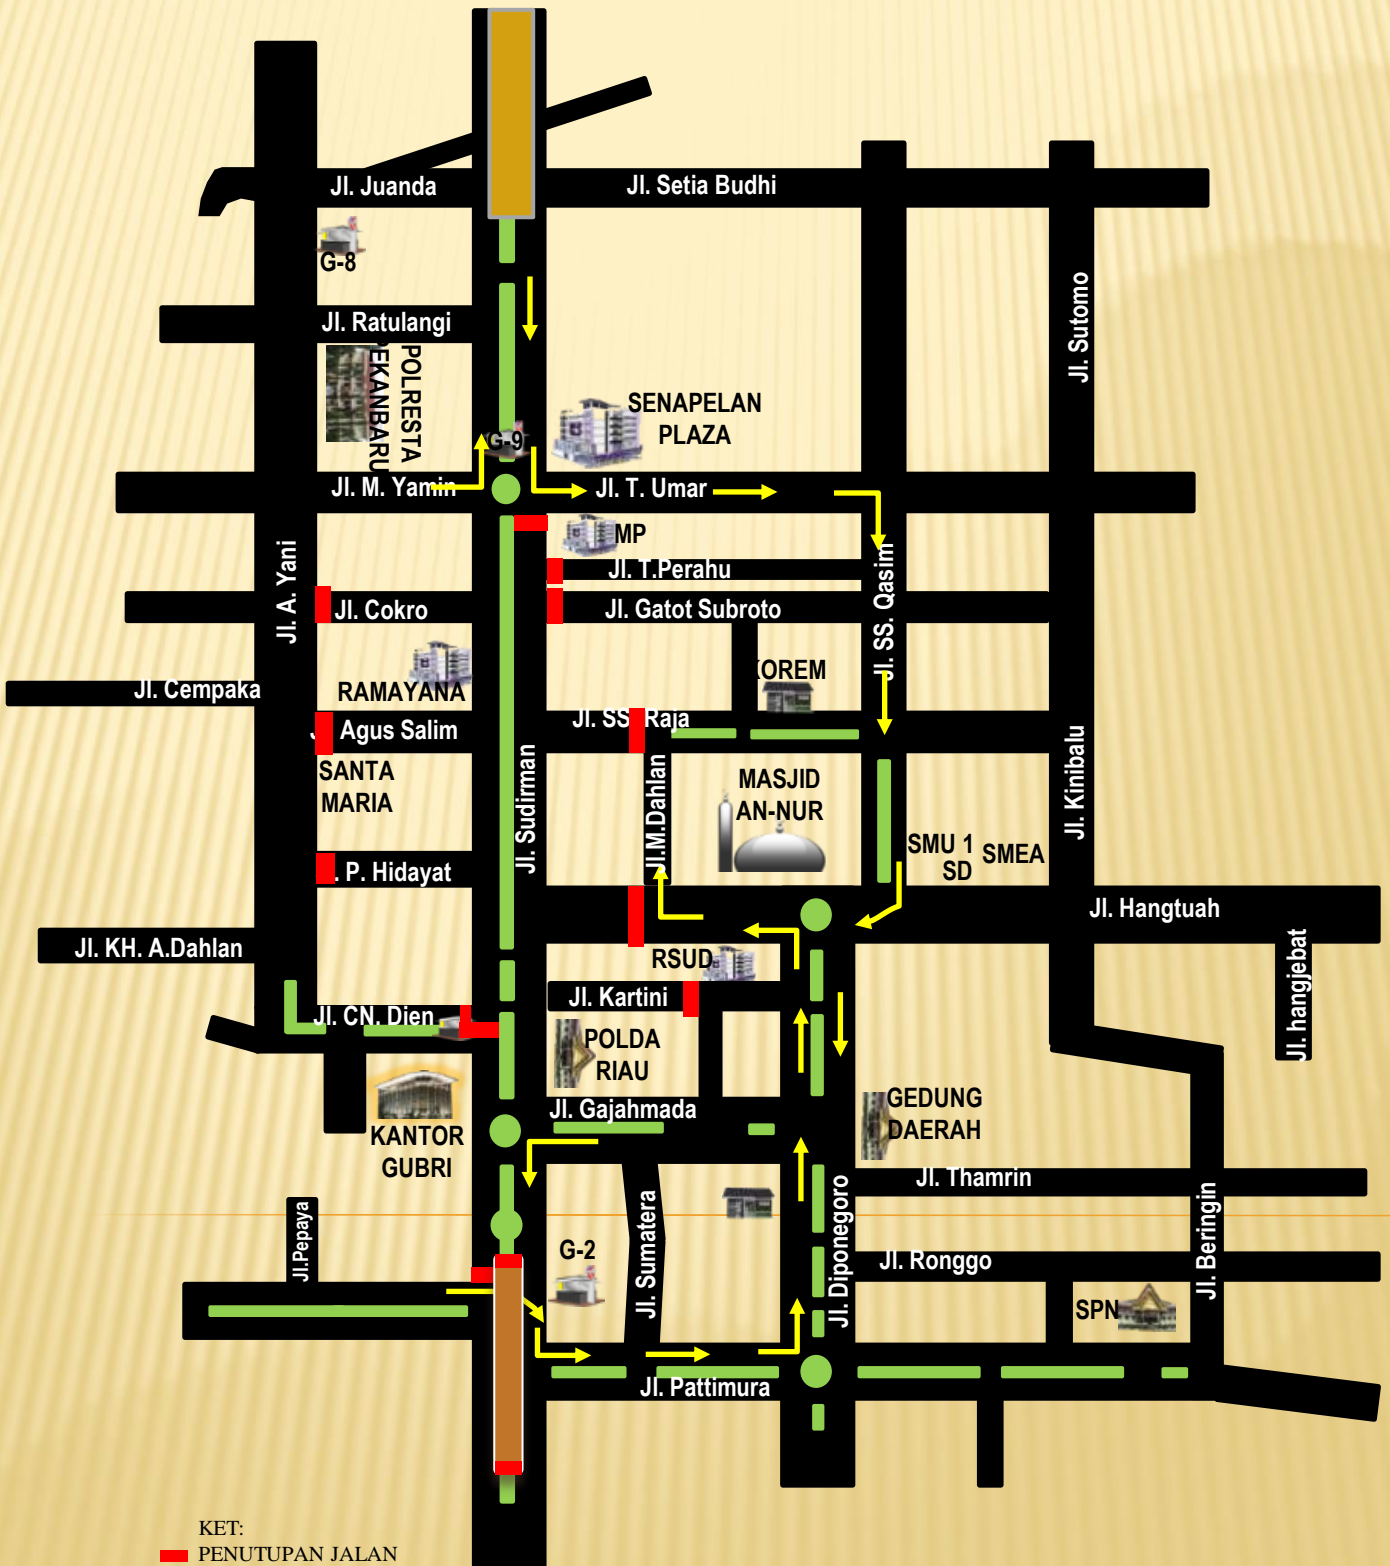 Jl. Juanda
Jl. Setia Budhi
G-8
Jl. Ratulangi
Jl. Sutomo
POLRESTA
PEKANBARU
SENAPELAN
PLAZA
G-9
Jl. M. Yamin
Jl. T. Umar
MP
Jl. T.Perahu
Jl. A. Yani
Jl. Cokro
Jl. Gatot Subroto
Jl. SS. Qasim
KOREM
Jl. Cempaka
RAMAYANA
Jl. SS. Raja
Agus Salim
SANTA
MARIA
Jl. Sudirman
Jl.M.Dahlan
MASJID
AN-NUR
Jl. Kinibalu
SMU 1
SD
SMEA
. P. Hidayat
Jl. Hangtuah
Jl. KH. A.Dahlan
RSUD
Jl. hangjebat
Jl. Kartini
Jl. CN. Dien
POLDA
RIAU
GEDUNG
DAERAH
Jl. Gajahmada
KANTOR
GUBRI
Jl. Thamrin
Jl.Pepaya
Jl. Sumatera
Jl. Diponegoro
Jl. Beringin
G-2
Jl. Ronggo
SPN
Jl. Pattimura
KET:
PENUTUPAN JALAN